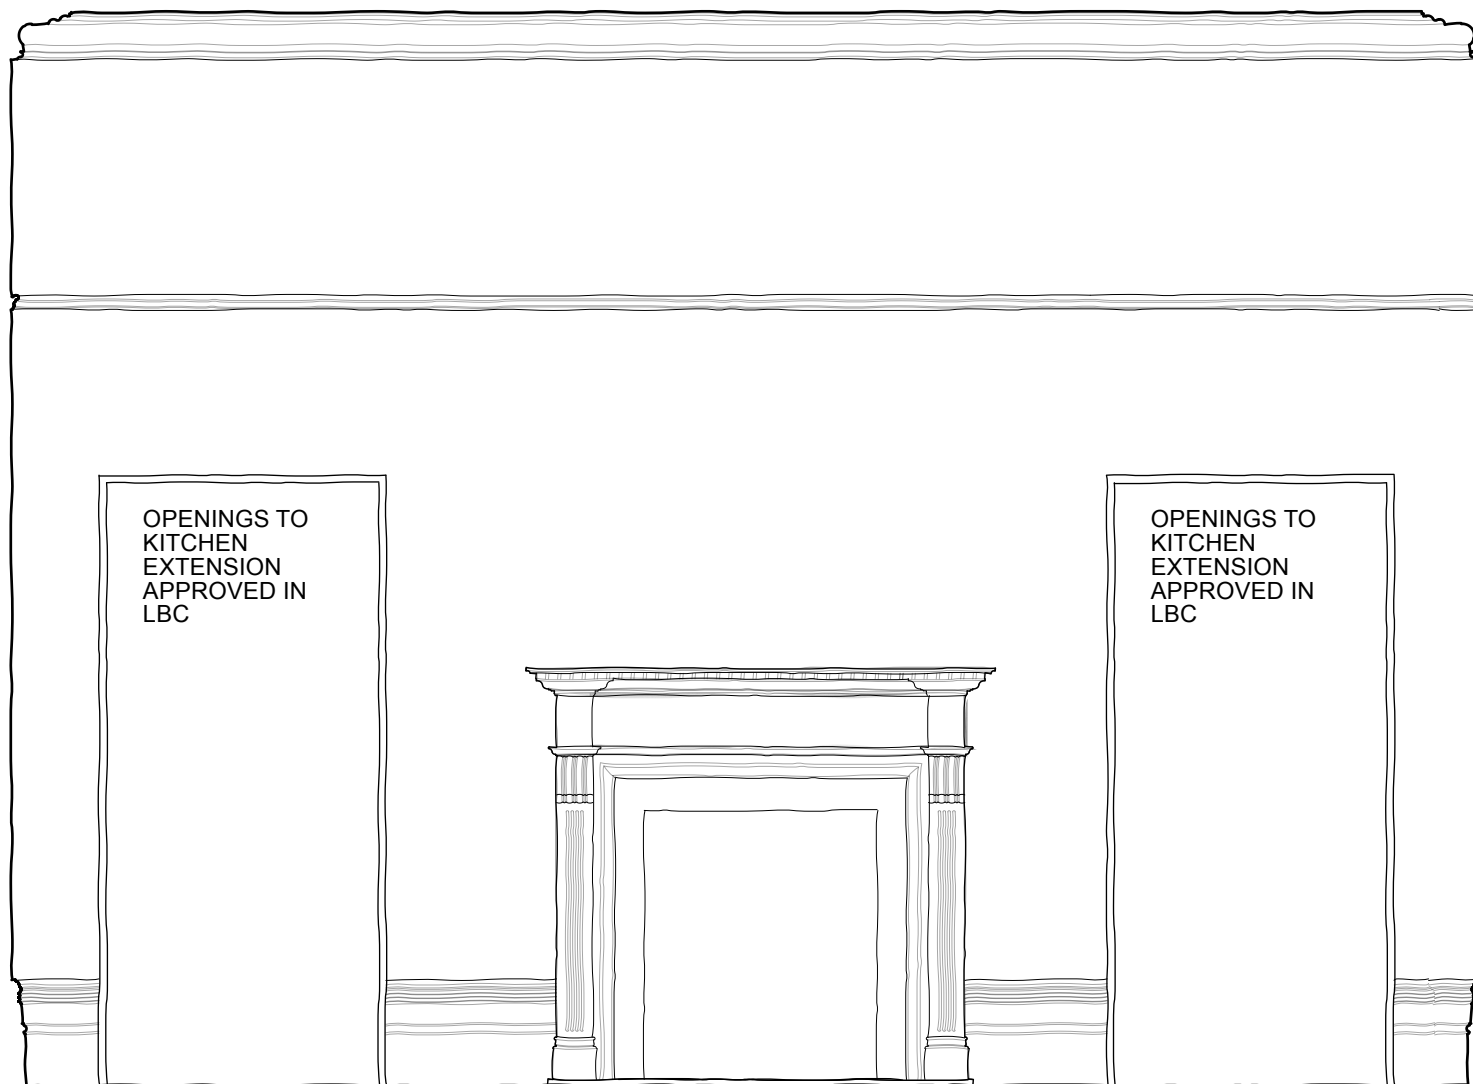 OPENINGS TO
KITCHEN
EXTENSION
APPROVED IN
LBC
OPENINGS TO
KITCHEN
EXTENSION
APPROVED IN
LBC